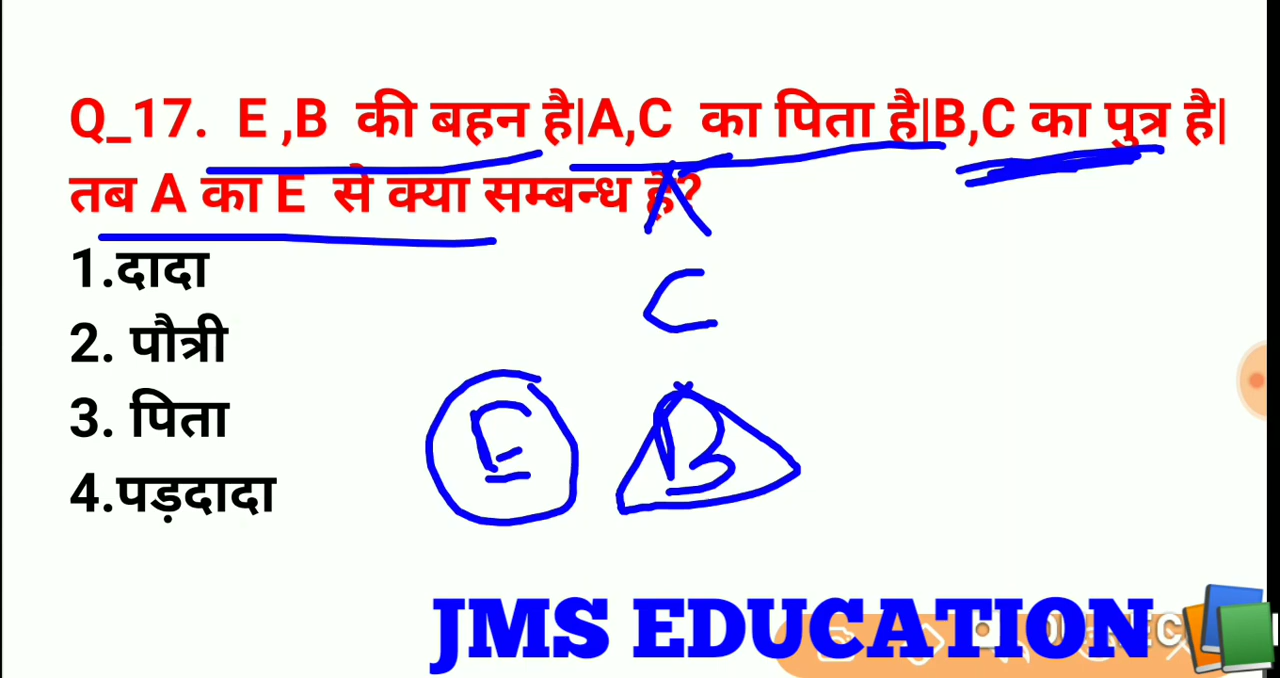 Q_17. E ,B की बहन है|A,C का पिता है|B,C का पुत्र है|
तब A का E से क्या सम्बन्ध है?
A
1.दादा
C
2. पौत्री
3. पिता
E B
4.पड़दादा
JMS EDUCATION